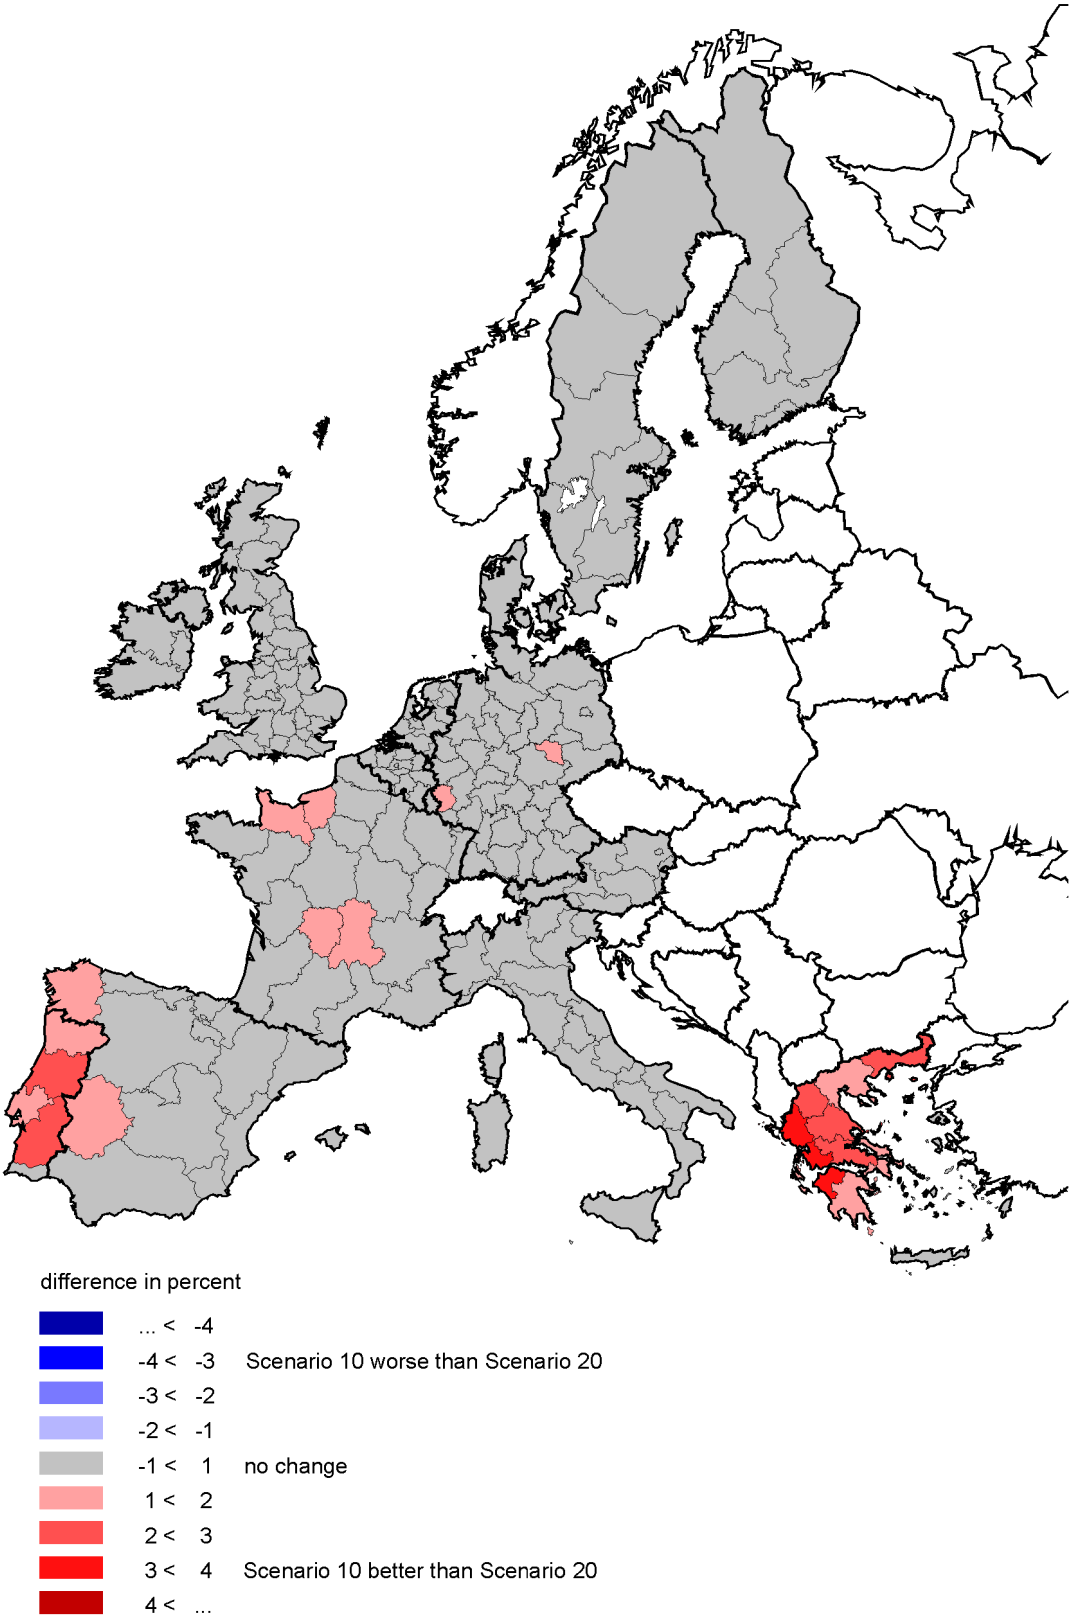 difference in percent
... < -4
-4 < -3 Scenario 10 worse than Scenario 20
-3 < -2
-2 < -1
-1 < 1 no change
1 < 2
2 < 3
3 < 4 Scenario 10 better than Scenario 20
4 < ...